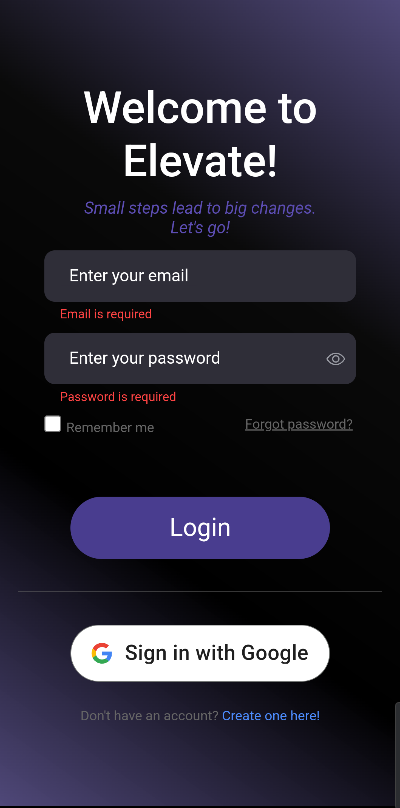 Welcome to
Elevate!
Small steps lead to big changes.
Let's go!
Enter your email
Email is required
Enter your password
Password is required
Remember me
Forgot password?
Login
Sign in with Google
Don't have an account? Create one here!